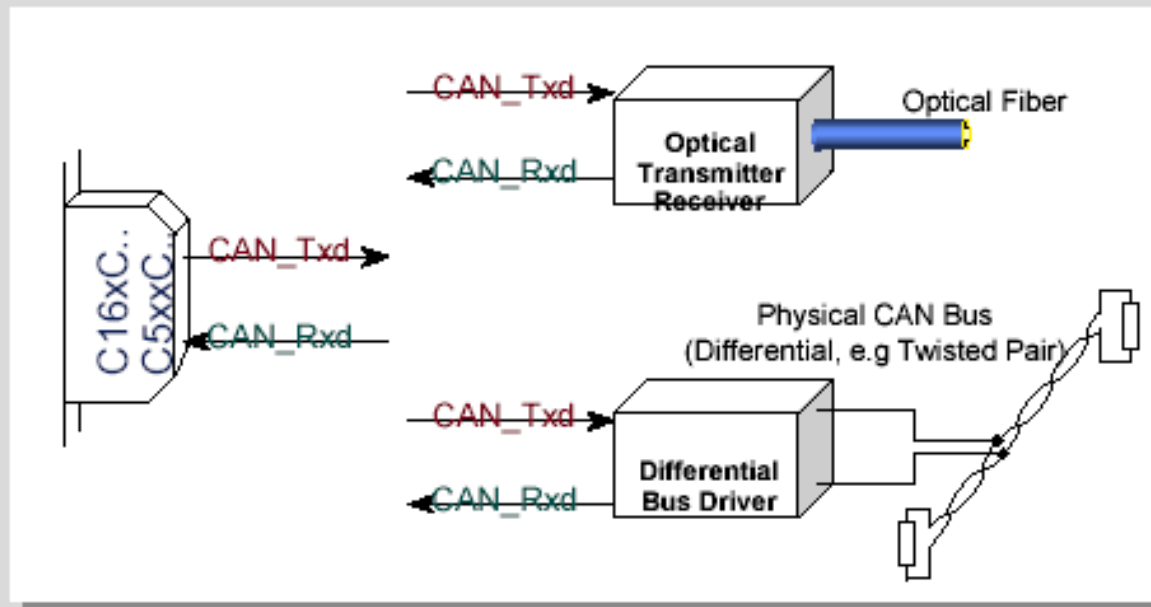 CAN_Txd
Optical Fiber
Optical
Transmitter
Receiver
CAN_Rxd
C16xC..
C5xxC..
CAN_Txd
CAN_Rxd
Physical CAN Bus
(Differential, e.g Twisted Pair)
CAN_Txd
Differential
Bus Driver
CAN_Rxd